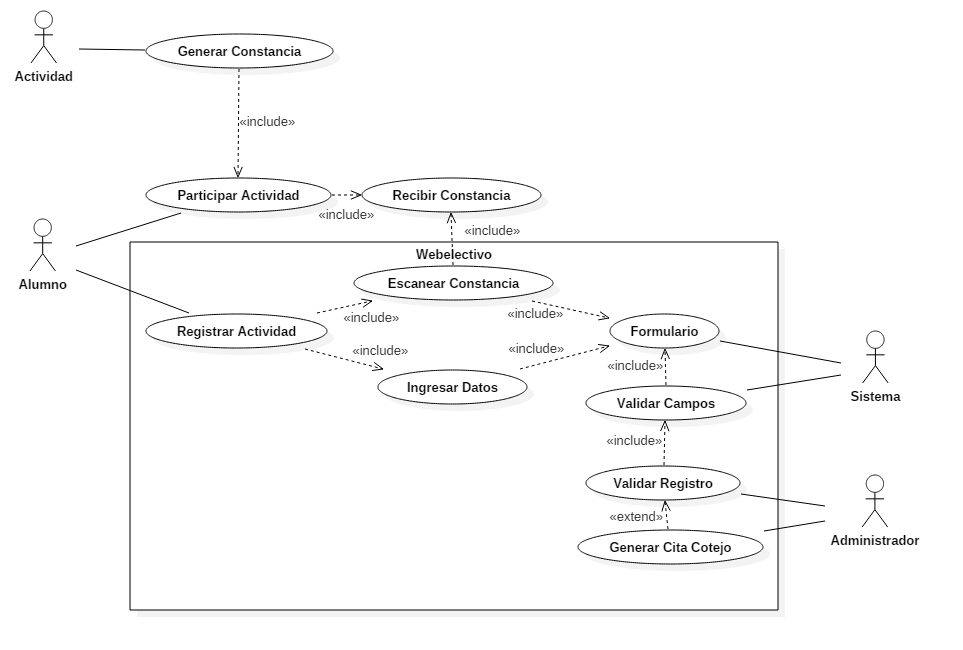 Generar Constancia
Actividad
«include»
Participar Actividad
Recibir Constancia
«include»
«include»
Webelectivo
Alumno
Escanear Constancia
«include»
«include»
Registrar Actividad
Formulario
«include»
«include»
«include»
Ingresar Datos
Sistema
Validar Campos
«include»
Validar Registro
«extend»
Administrador
Generar Cita Cotejo